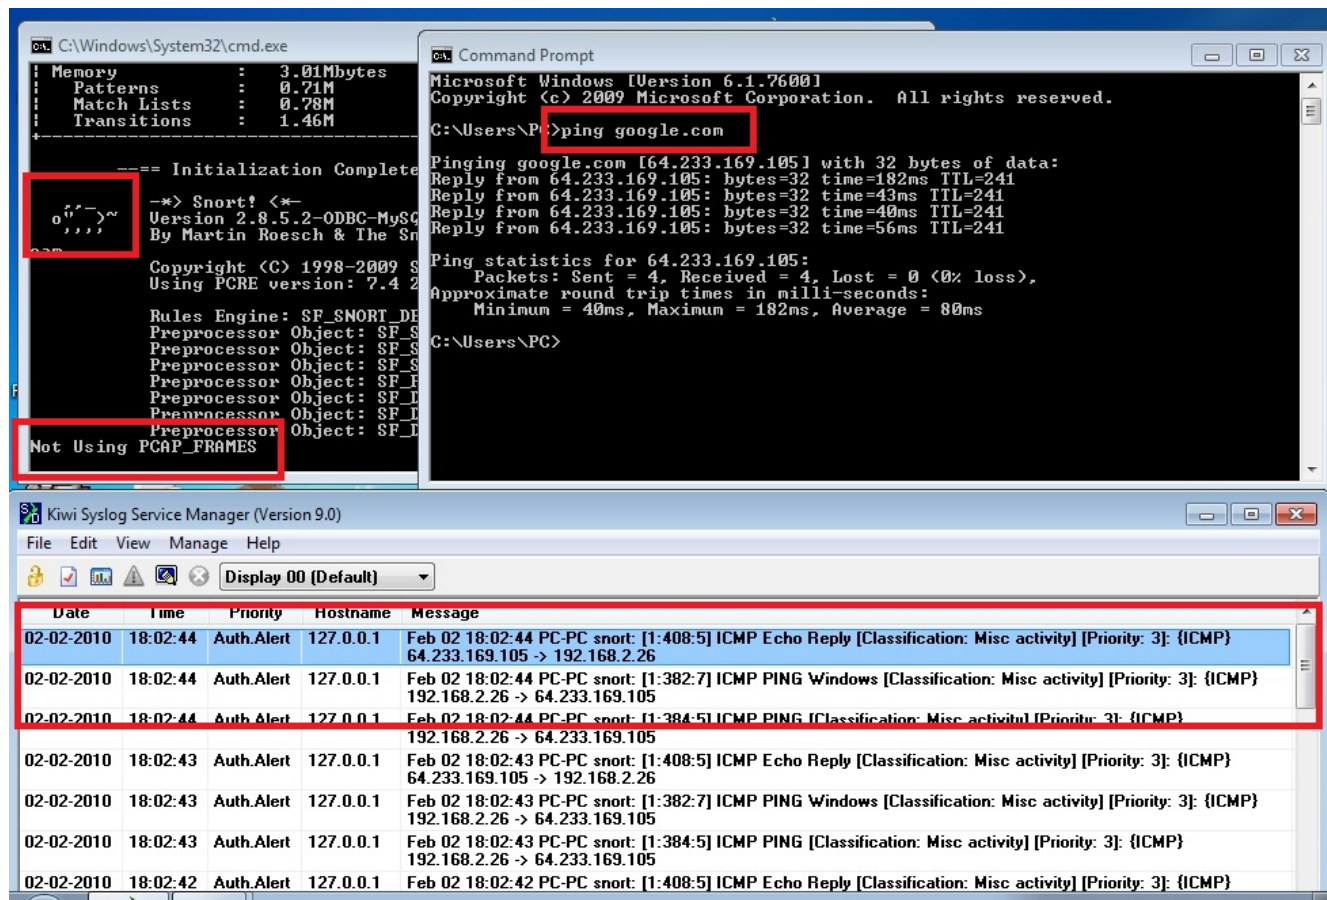 C:\Windows\System32\cmd.exe
| Memory : 3.01Mbytes
| Patterns : 0.71M
| Match Lists : 0.78M
| Transitions : 1.46M
+-----------------------------------
--== Initialization Complete
,,_ -*> Snort! <*-
o" )~ Version 2.8.5.2-ODBC-MySQ
'''' By Martin Roesch & The Sn
eam
Copyright (C) 1998-2009 S
Using PCRE version: 7.4 2
Rules Engine: SF_SNORT_DE
Preprocessor Object: SF_S
Preprocessor Object: SF_S
Preprocessor Object: SF_S
Preprocessor Object: SF_F
Preprocessor Object: SF_D
Preprocessor Object: SF_D
Preprocessor Object: SF_D
Not Using PCAP_FRAMES
Command Prompt
Microsoft Windows [Version 6.1.7600]
Copyright (c) 2009 Microsoft Corporation. All rights reserved.
C:\Users\PC>ping google.com
Pinging google.com [64.233.169.105] with 32 bytes of data:
Reply from 64.233.169.105: bytes=32 time=182ms TTL=241
Reply from 64.233.169.105: bytes=32 time=43ms TTL=241
Reply from 64.233.169.105: bytes=32 time=40ms TTL=241
Reply from 64.233.169.105: bytes=32 time=56ms TTL=241
Ping statistics for 64.233.169.105:
Packets: Sent = 4, Received = 4, Lost = 0 (0% loss),
Approximate round trip times in milli-seconds:
Minimum = 40ms, Maximum = 182ms, Average = 80ms
C:\Users\PC>
Kiwi Syslog Service Manager (Version 9.0)
File Edit View Manage Help
Display 00 (Default)
Date Time Priority Hostname Message
02-02-2010 18:02:44 Auth.Alert 127.0.0.1 Feb 02 18:02:44 PC-PC snort: [1:408:5] ICMP Echo Reply [Classification: Misc activity] [Priority: 3]: {ICMP}
64.233.169.105 -> 192.168.2.26
02-02-2010 18:02:44 Auth.Alert 127.0.0.1 Feb 02 18:02:44 PC-PC snort: [1:382:7] ICMP PING Windows [Classification: Misc activity] [Priority: 3]: {ICMP}
192.168.2.26 -> 64.233.169.105
02-02-2010 18:02:44 Auth.Alert 127.0.0.1 Feb 02 18:02:44 PC-PC snort: [1:384:5] ICMP PING [Classification: Misc activity] [Priority: 3]: {ICMP}
192.168.2.26 -> 64.233.169.105
02-02-2010 18:02:43 Auth.Alert 127.0.0.1 Feb 02 18:02:43 PC-PC snort: [1:408:5] ICMP Echo Reply [Classification: Misc activity] [Priority: 3]: {ICMP}
64.233.169.105 -> 192.168.2.26
02-02-2010 18:02:43 Auth.Alert 127.0.0.1 Feb 02 18:02:43 PC-PC snort: [1:382:7] ICMP PING Windows [Classification: Misc activity] [Priority: 3]: {ICMP}
192.168.2.26 -> 64.233.169.105
02-02-2010 18:02:43 Auth.Alert 127.0.0.1 Feb 02 18:02:43 PC-PC snort: [1:384:5] ICMP PING [Classification: Misc activity] [Priority: 3]: {ICMP}
192.168.2.26 -> 64.233.169.105
02-02-2010 18:02:42 Auth.Alert 127.0.0.1 Feb 02 18:02:42 PC-PC snort: [1:408:5] ICMP Echo Reply [Classification: Misc activity] [Priority: 3]: {ICMP}